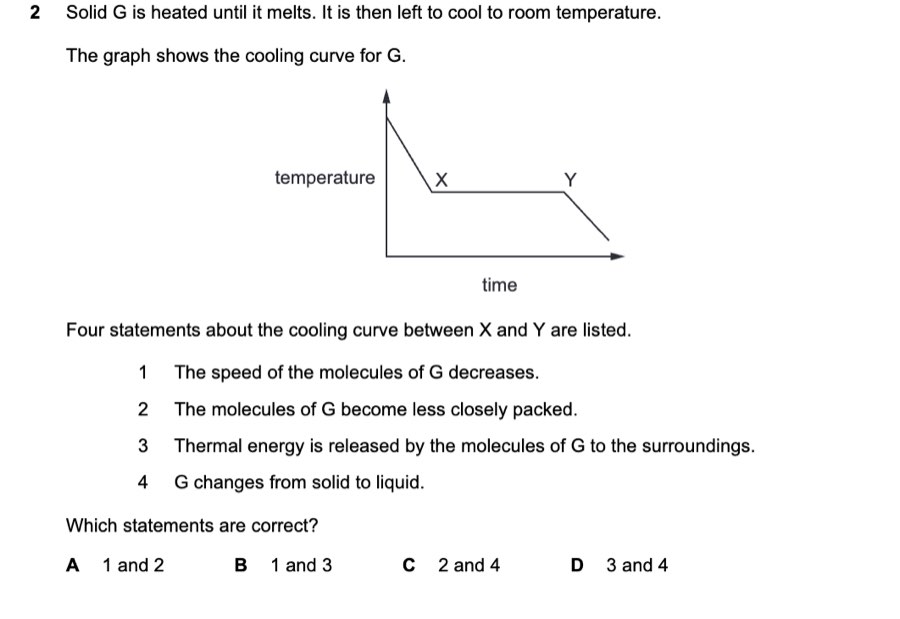 2 Solid G is heated until it melts. It is then left to cool to room temperature.
The graph shows the cooling curve for G.
temperature
X
Y
time
Four statements about the cooling curve between X and Y are listed.
1 The speed of the molecules of G decreases.
2 The molecules of G become less closely packed.
3 Thermal energy is released by the molecules of G to the surroundings.
4 G changes from solid to liquid.
Which statements are correct?
A 1 and 2 B 1 and 3 C 2 and 4 D 3 and 4